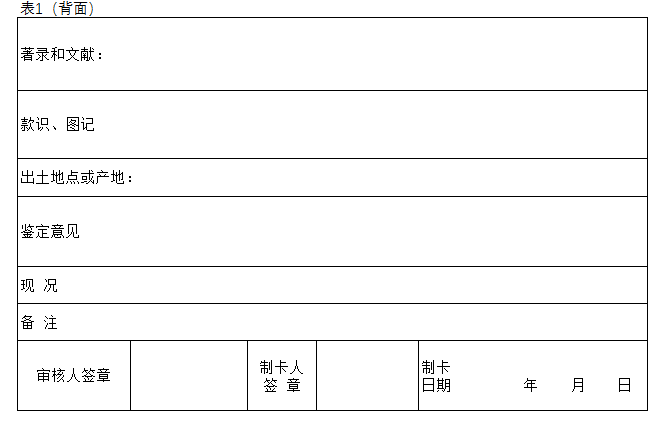 表1（背面）
著录和文献：
款识、图记
出土地点或产地：
鉴定意见
现 况
备 注
审核人签章
制卡人
签 章
制卡
日期 年 月 日